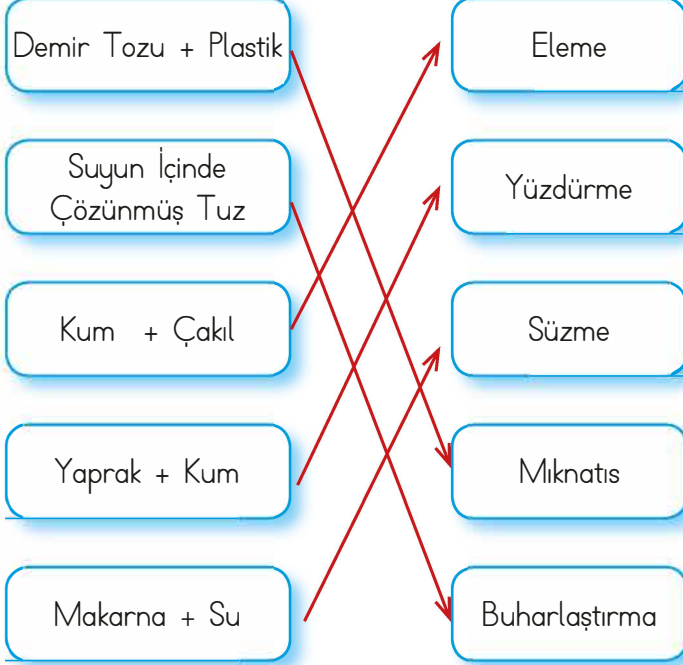 Demir Tozu + Plastik
Eleme
Suyun İçinde
Çözünmüş Tuz
Yüzdürme
Kum + Çakıl
Süzme
Yaprak + Kum
Mıknatıs
Makarna + Su
Buharlaştırma